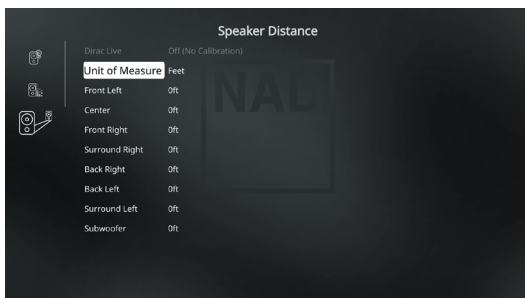 Speaker Distance
Dirac Live Off (No Calibration)
Unit of Measure Feet
Front Left 0ft
Center 0ft
Front Right 0ft
Surround Right 0ft
Back Right 0ft
Back Left 0ft
Surround Left 0ft
Subwoofer 0ft
NAD